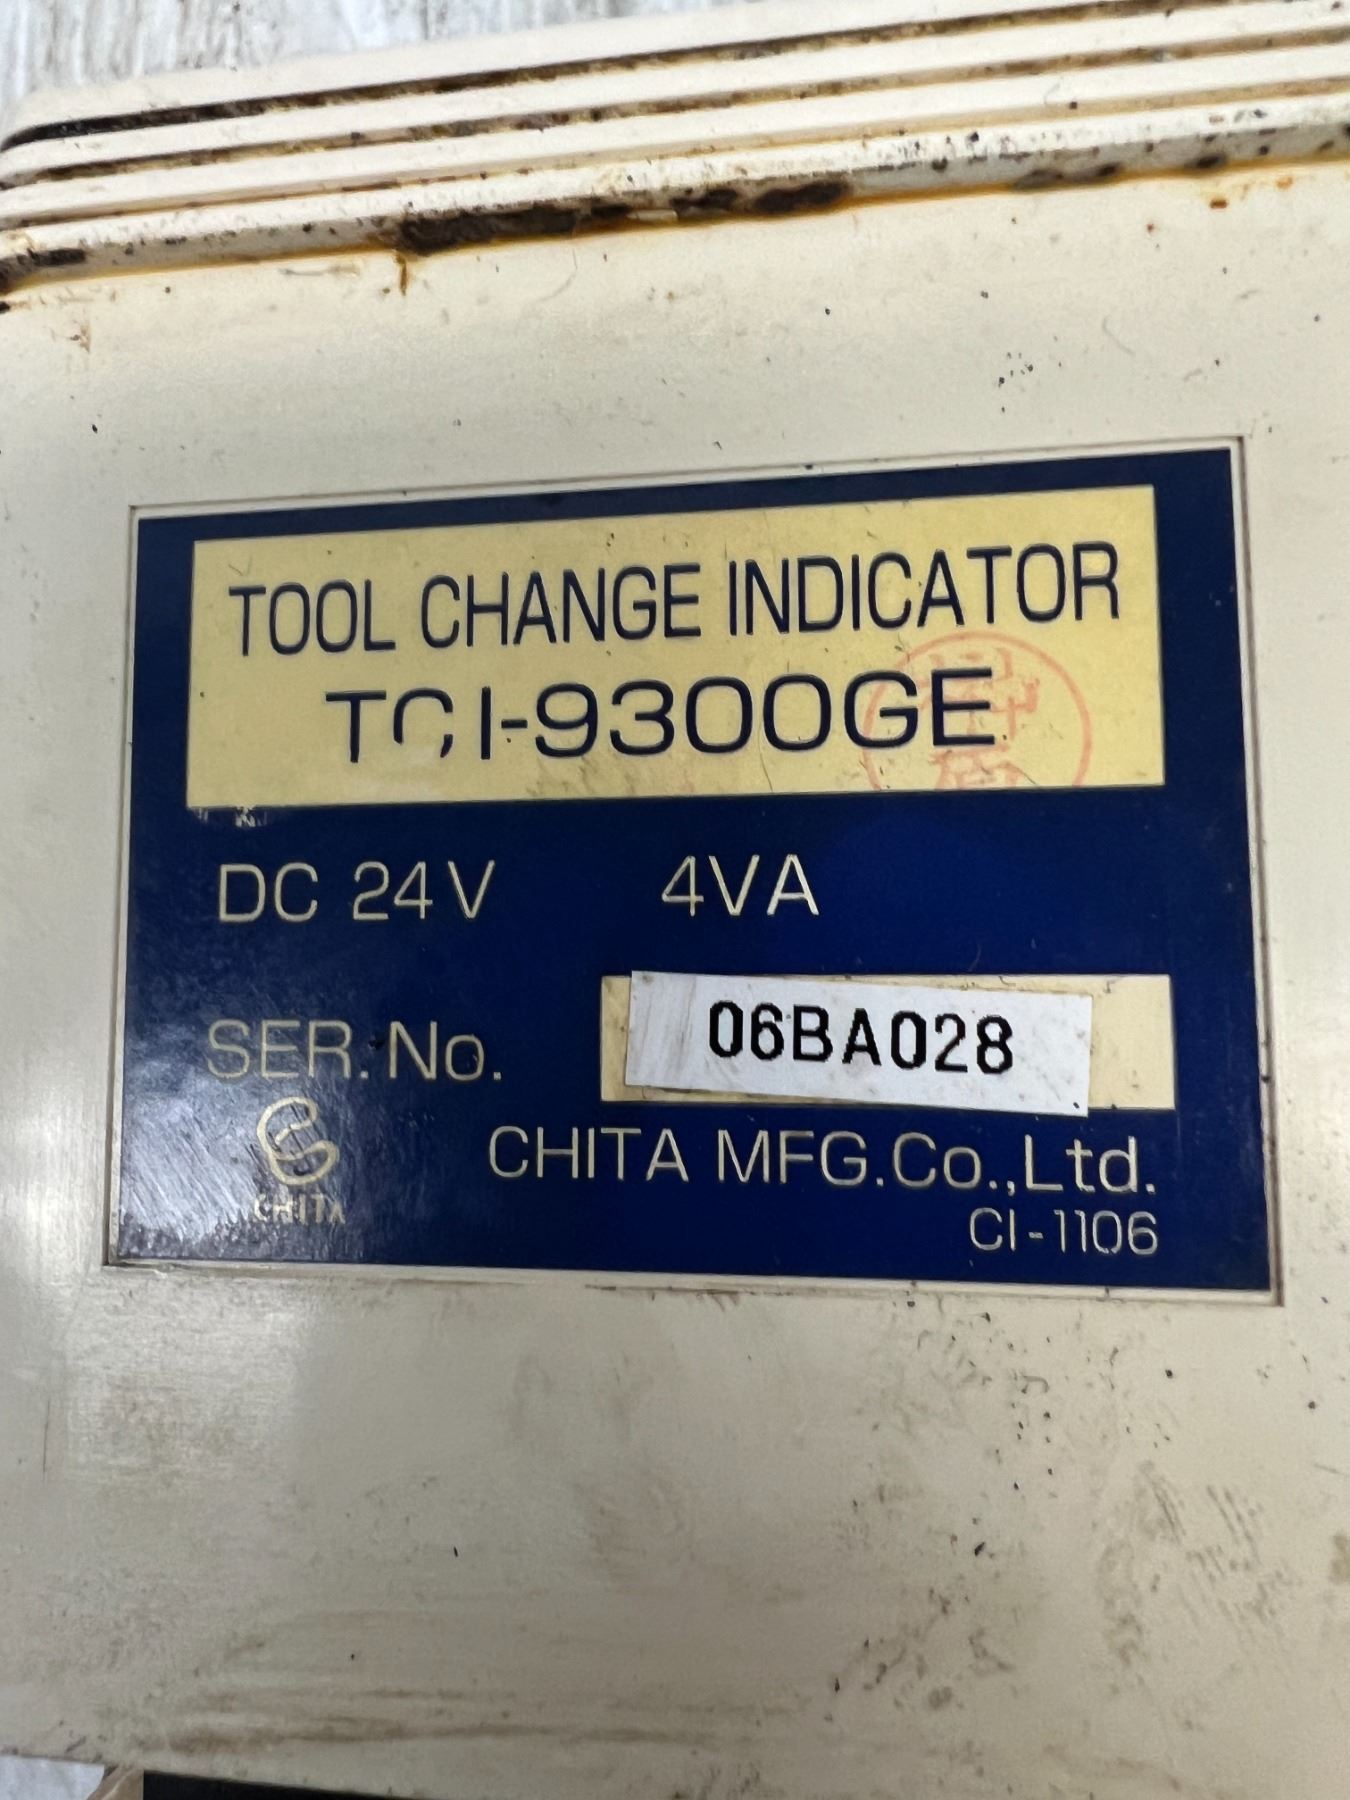 TOOL CHANGE INDICATOR
TCI-9300GE
DC 24V 4VA
SER.No. 06BA028
CHITA
CHITA MFG.Co.,Ltd.
CI-1106